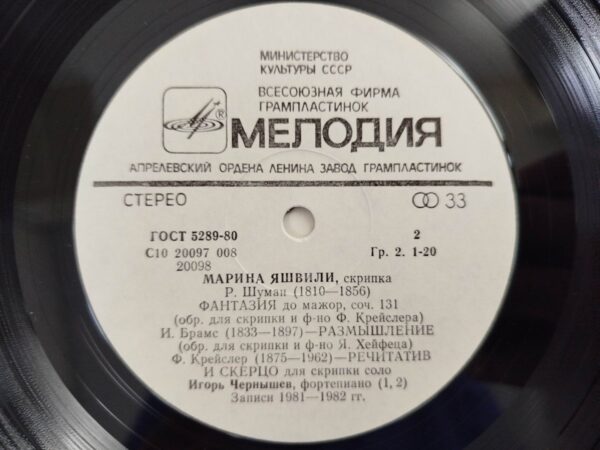 МИНИСТЕРСТВО
КУЛЬТУРЫ СССР
ВСЕСОЮЗНАЯ ФИРМА
ГРАМПЛАСТИНОК
® МЕЛОДИЯ
АПРЕЛЕВСКИЙ ОРДЕНА ЛЕНИНА ЗАВОД ГРАМПЛАСТИНОК
СТЕРЕО 33
ГОСТ 5289-80 2
С10 20097 008 Гр. 2. 1-20
20098
МАРИНА ЯШВИЛИ, скрипка
Р. Шуман (1810—1856)
ФАНТАЗИЯ до мажор, соч. 131
(обр. для скрипки и ф-но Ф. Крейслера)
И. Брамс (1833—1897)—РАЗМЫШЛЕНИЕ
(обр. для скрипки и ф-но Я. Хейфеца)
Ф. Крейслер (1875—1962)—РЕЧИТАТИВ
И СКЕРЦО для скрипки соло
Игорь Чернышев, фортепиано (1, 2)
Записи 1981—1982 гг.